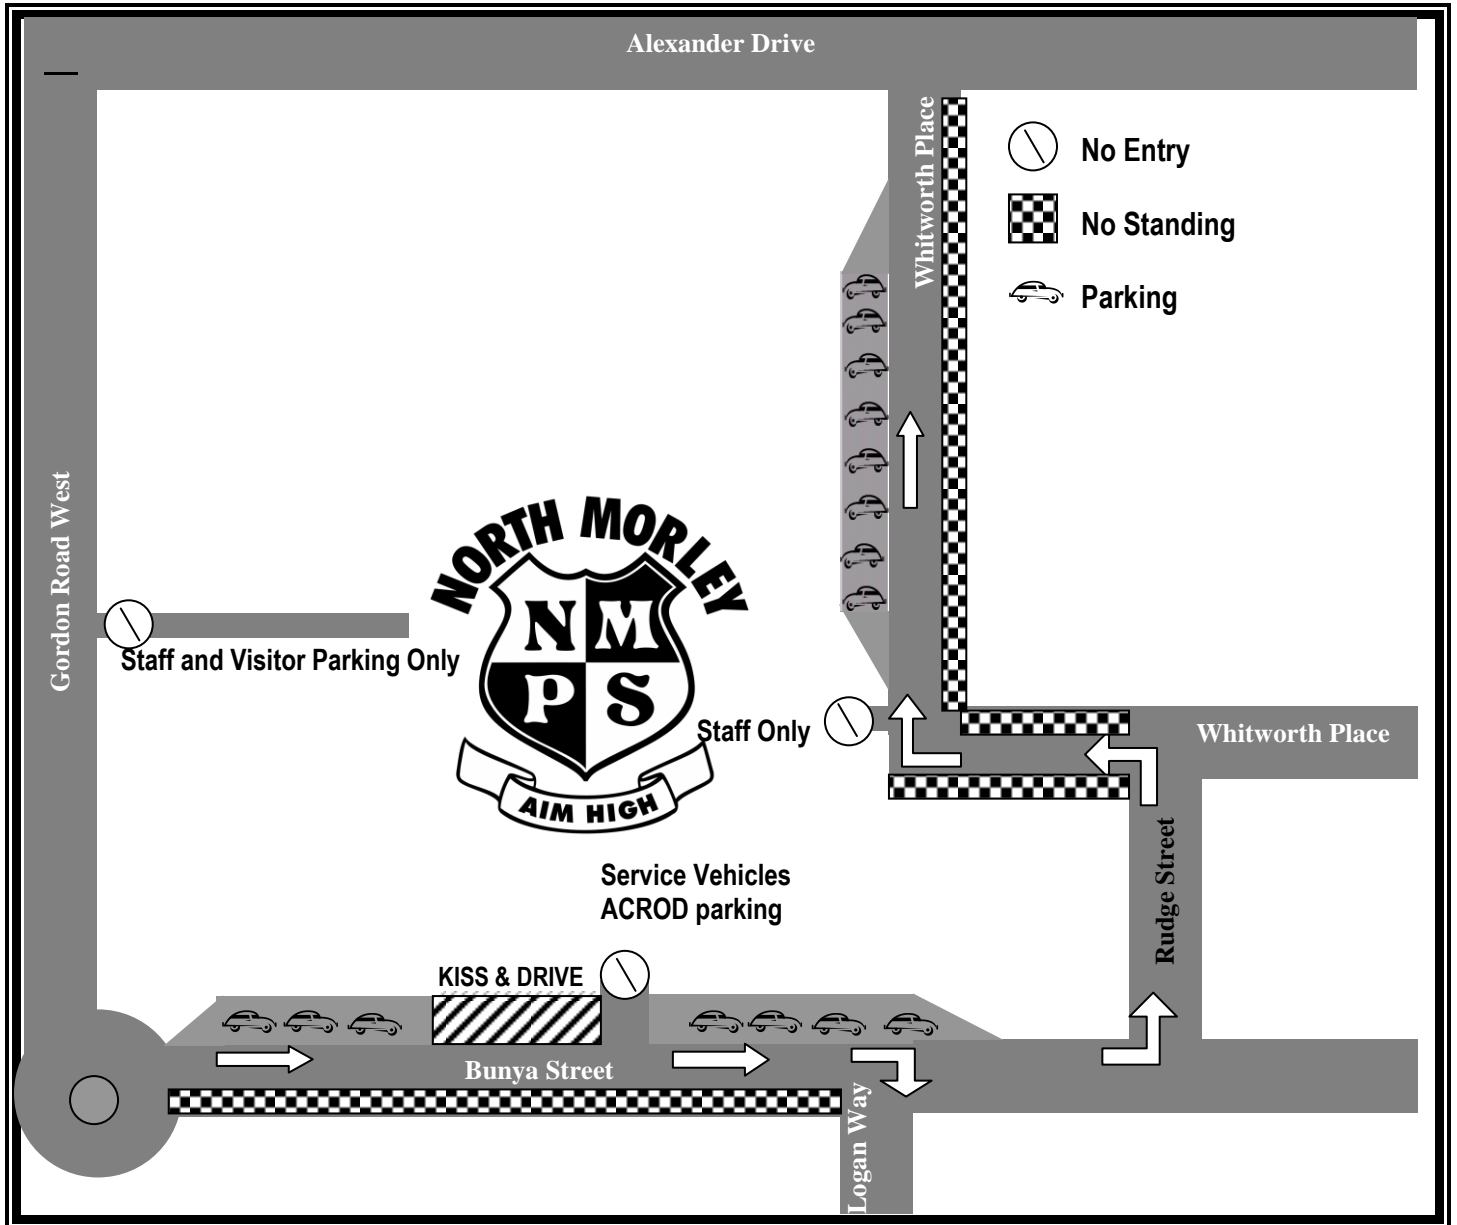 Alexander Drive
Whitworth Place
No Entry
No Standing
Parking
Gordon Road West
NORTH MORLEY
N M
P S
AIM HIGH
Staff and Visitor Parking Only
Staff Only
Whitworth Place
Rudge Street
Service Vehicles
ACROD parking
KISS & DRIVE
Bunya Street
Logan Way